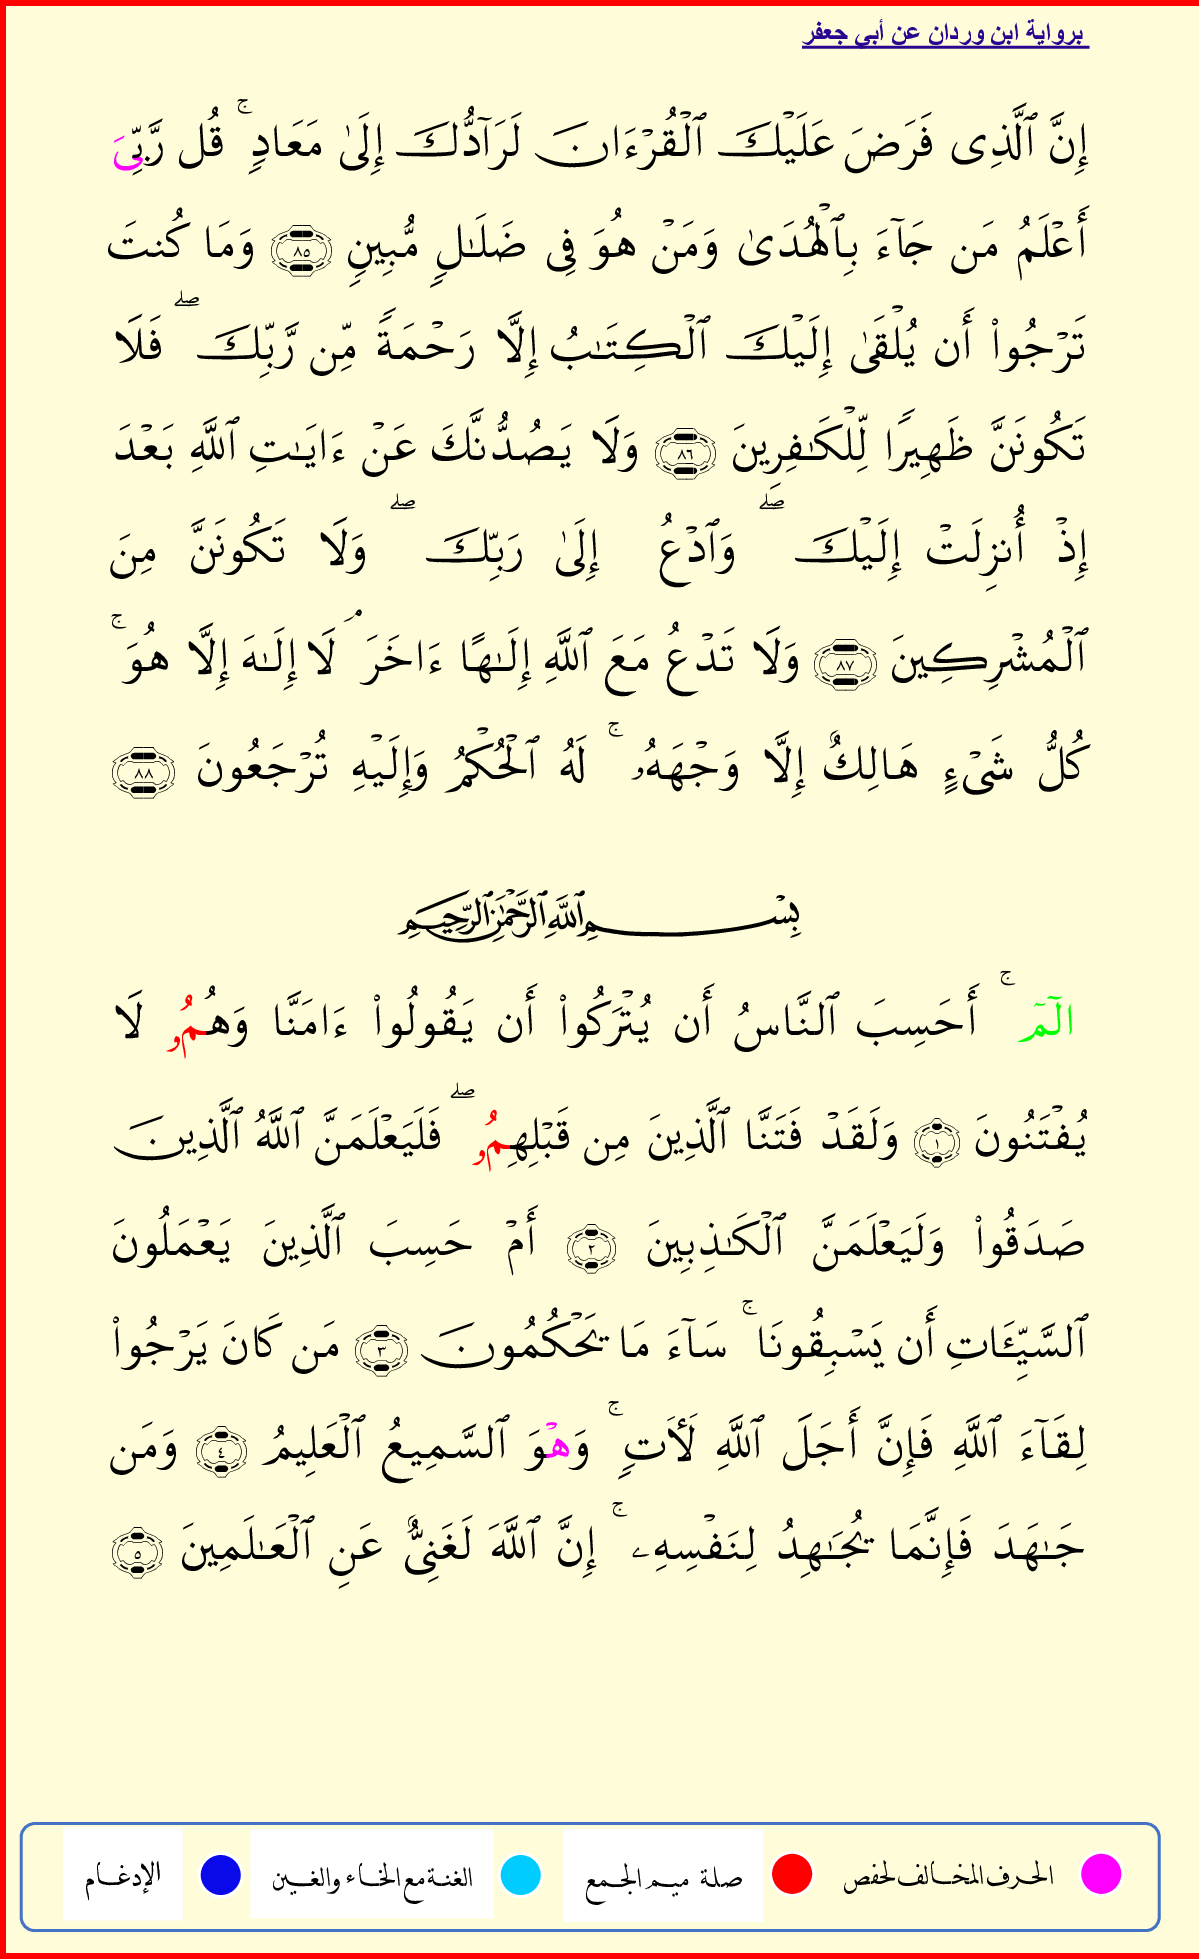 برواية ابن وردان عن أبي جعفر
إِنَّ ٱلَّذِى فَرَضَ عَلَيْكَ ٱلْقُرْءَانَ لَرَآدُّكَ إِلَىٰ مَعَادٍۚ قُل رَّبِّىَ
أَعْلَمُ مَن جَآءَ بِٱلْهُدَىٰ وَمَنْ هُوَ فِى ضَلَـٰلٍ مُّبِينٍ ٨٥ وَمَا كُنتَ
تَرْجُوا۟ أَن يُلْقَىٰ إِلَيْكَ ٱلْكِتَـٰبُ إِلَّا رَحْمَةً مِّن رَّبِّكَۖ فَلَا
تَكُونَنَّ ظَهِيرًا لِّلْكَـٰفِرِينَ ٨٦ وَلَا يَصُدُّنَّكَ عَنْ ءَايَـٰتِ ٱللَّهِ بَعْدَ
إِذْ أُنزِلَتْ إِلَيْكَۖ وَٱدْعُ إِلَىٰ رَبِّكَۖ وَلَا تَكُونَنَّ مِنَ
ٱلْمُشْرِكِينَ ٨٧ وَلَا تَدْعُ مَعَ ٱللَّهِ إِلَـٰهًا ءَاخَرَۘ لَا إِلَـٰهَ إِلَّا هُوَۚ
كُلُّ شَىْءٍ هَالِكٌ إِلَّا وَجْهَهُۥۚ لَهُ ٱلْحُكْمُ وَإِلَيْهِ تُرْجَعُونَ ٨٨
بِسْمِ ٱللَّهِ ٱلرَّحْمَـٰنِ ٱلرَّحِيمِ
الٓمٓۚ أَحَسِبَ ٱلنَّاسُ أَن يُتْرَكُوا۟ أَن يَقُولُوا۟ ءَامَنَّا وَهُمُۥ لَا
يُفْتَنُونَ ١ وَلَقَدْ فَتَنَّا ٱلَّذِينَ مِن قَبْلِهِمُۥۖ فَلَيَعْلَمَنَّ ٱللَّهُ ٱلَّذِينَ
صَدَقُوا۟ وَلَيَعْلَمَنَّ ٱلْكَـٰذِبِينَ ٢ أَمْ حَسِبَ ٱلَّذِينَ يَعْمَلُونَ
ٱلسَّيِّـَٔاتِ أَن يَسْبِقُونَاۚ سَآءَ مَا يَحْكُمُونَ ٣ مَن كَانَ يَرْجُوا۟
لِقَآءَ ٱللَّهِ فَإِنَّ أَجَلَ ٱللَّهِ لَـَٔاتٍۚ وَهْوَ ٱلسَّمِيعُ ٱلْعَلِيمُ ٤ وَمَن
جَـٰهَدَ فَإِنَّمَا يُجَـٰهِدُ لِنَفْسِهِۦۚ إِنَّ ٱللَّهَ لَغَنِىٌّ عَنِ ٱلْعَـٰلَمِينَ ٥
الحرف المخالف لحفص صلة ميم الجمع الغنة مع الخاء والغين الإدغام